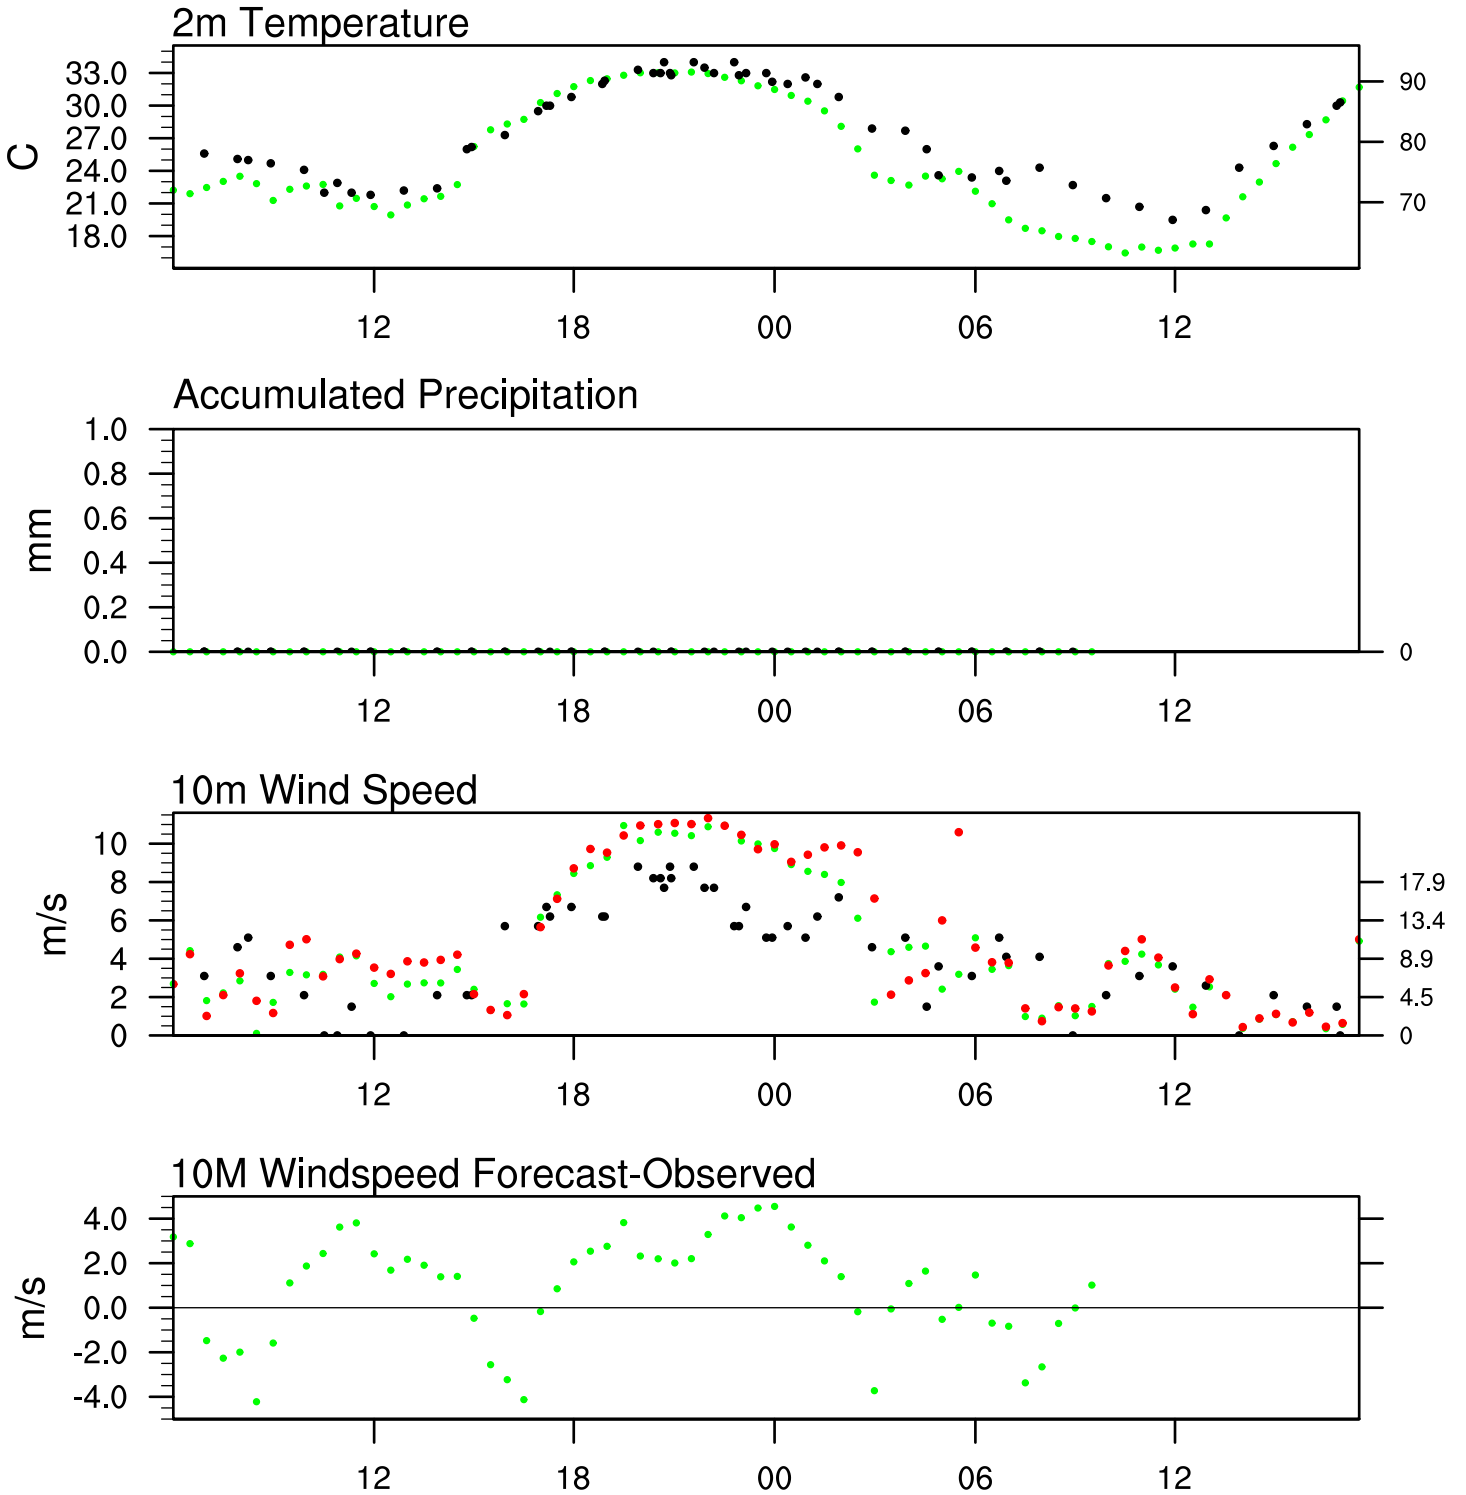 2m Temperature
33.0
30.0
27.0
24.0
21.0
18.0
C
90
80
70
12 18 00 06 12
Accumulated Precipitation
1.0
0.8
0.6
0.4
0.2
0.0
mm
0
12 18 00 06 12
10m Wind Speed
10
8
6
4
2
0
m/s
17.9
13.4
8.9
4.5
0
12 18 00 06 12
10M Windspeed Forecast-Observed
4.0
2.0
0.0
-2.0
-4.0
m/s
12 18 00 06 12